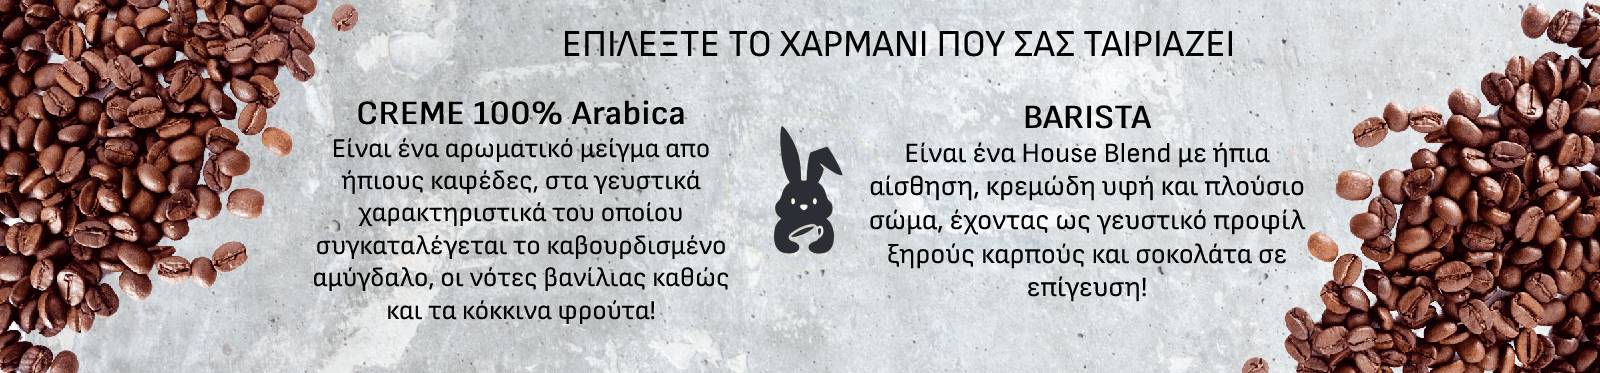 ΕΠΙΛΕΞΤΕ ΤΟ ΧΑΡΜΑΝΙ ΠΟΥ ΣΑΣ ΤΑΙΡΙΑΖΕΙ
CREME 100% Arabica
Είναι ένα αρωματικό μείγμα απο
ήπιους καφέδες, στα γευστικά
χαρακτηριστικά του οποίου
συγκαταλέγεται το καβουρδισμένο
αμύγδαλο, οι νότες βανίλιας καθώς
και τα κόκκινα φρούτα!
BARISTA
Είναι ένα House Blend με ήπια
αίσθηση, κρεμώδη υφή και πλούσιο
σώμα, έχοντας ως γευστικό προφίλ
ξηρούς καρπούς και σοκολάτα σε
επίγευση!